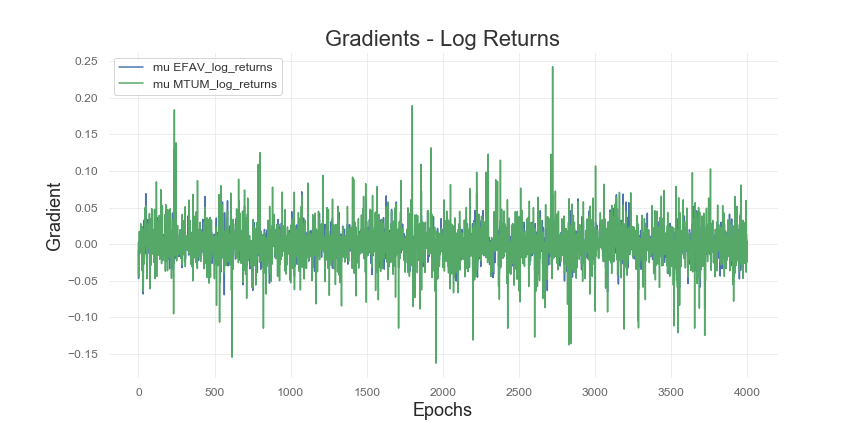 Gradients - Log Returns
mu EFAV_log_returns
mu MTUM_log_returns
0.25
0.20
0.15
0.10
0.05
0.00
−0.05
−0.10
−0.15
Gradient
0 500 1000 1500 2000 2500 3000 3500 4000
Epochs